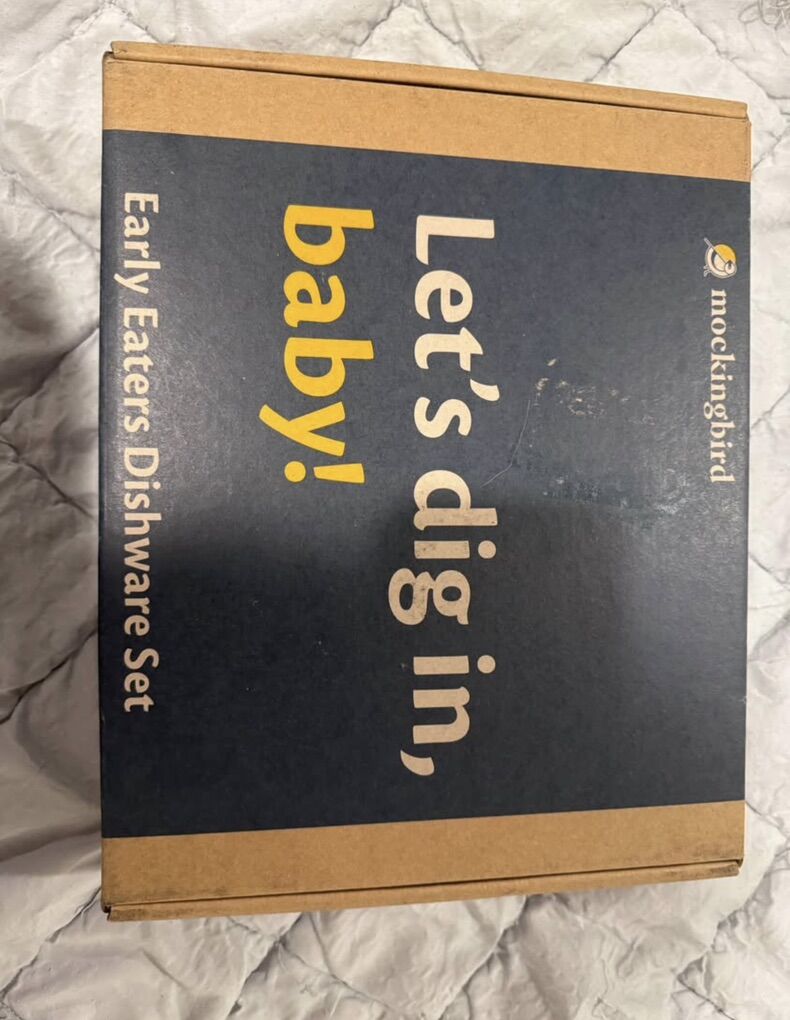 mockingbird
Let's dig in,
baby!
Early Eaters Dishware Set